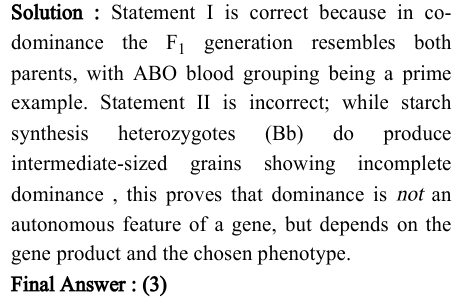 Solution : Statement I is correct because in co-
dominance the F₁ generation resembles both
parents, with ABO blood grouping being a prime
example. Statement II is incorrect; while starch
synthesis heterozygotes (Bb) do produce
intermediate-sized grains showing incomplete
dominance , this proves that dominance is not an
autonomous feature of a gene, but depends on the
gene product and the chosen phenotype.
Final Answer : (3)